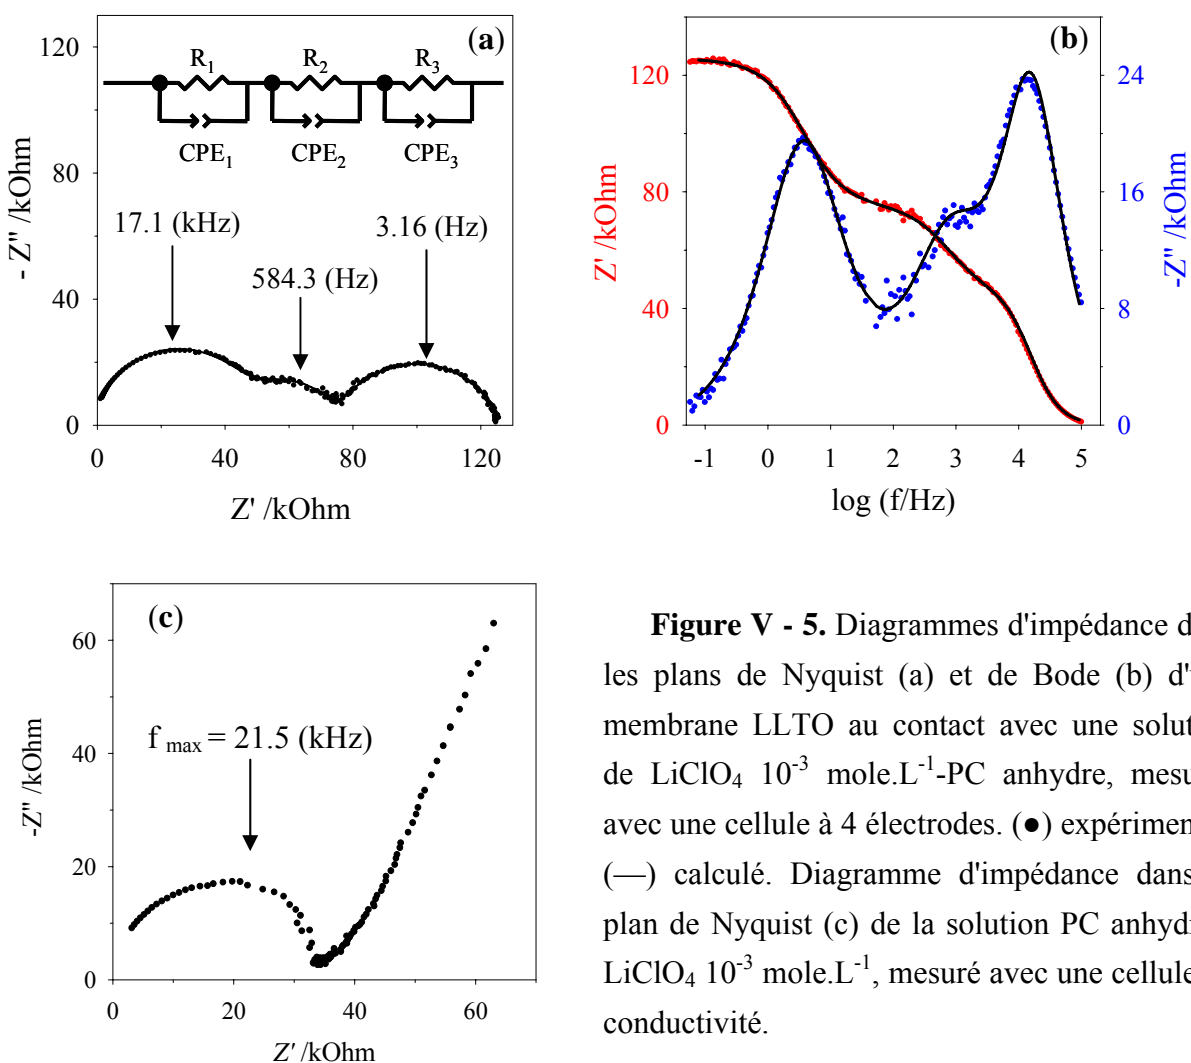 (a)
120
80
40
0
- Z" /kOhm
R1 R2 R3
CPE1 CPE2 CPE3
17.1 (kHz)
584.3 (Hz)
3.16 (Hz)
0 40 80 120
Z' /kOhm
(b)
120
80
40
0
Z' /kOhm
24
16
8
0
-Z" /kOhm
-1 0 1 2 3 4 5
log (f/Hz)
(c)
60
40
20
0
-Z" /kOhm
f max = 21.5 (kHz)
0 20 40 60
Z' /kOhm
Figure V - 5. Diagrammes d'impédance d
les plans de Nyquist (a) et de Bode (b) d'
membrane LLTO au contact avec une solut
de LiClO4 10-3 mole.L-1-PC anhydre, mesu
avec une cellule à 4 électrodes. (●) expérimen
(—) calculé. Diagramme d'impédance dans
plan de Nyquist (c) de la solution PC anhyd
LiClO4 10-3 mole.L-1, mesuré avec une cellule
conductivité.